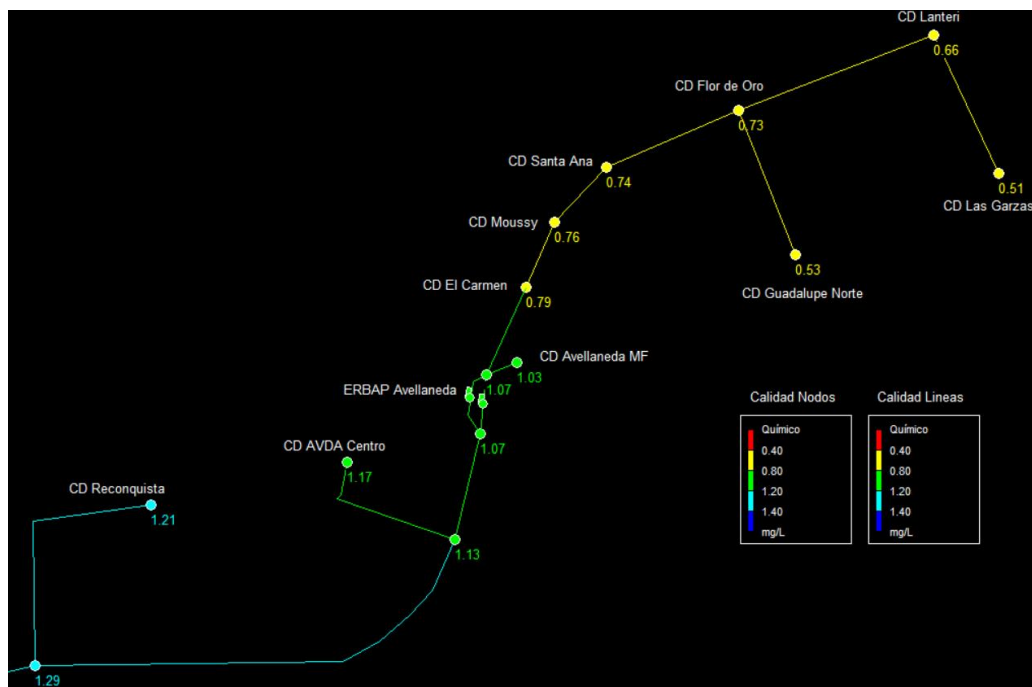 CD Lanteri
0.66
CD Flor de Oro
0.73
CD Santa Ana
0.74
0.51
CD Las Garzas
CD Moussy
0.76
0.53
CD Guadalupe Norte
CD El Carmen
0.79
CD Avellaneda MF
1.03
ERBAP Avellaneda
1.07
1.07
CD AVDA Centro
1.17
CD Reconquista
1.21
1.13
1.29
Calidad Nodos
Químico
0.40
0.80
1.20
1.40
mg/L
Calidad Lineas
Químico
0.40
0.80
1.20
1.40
mg/L